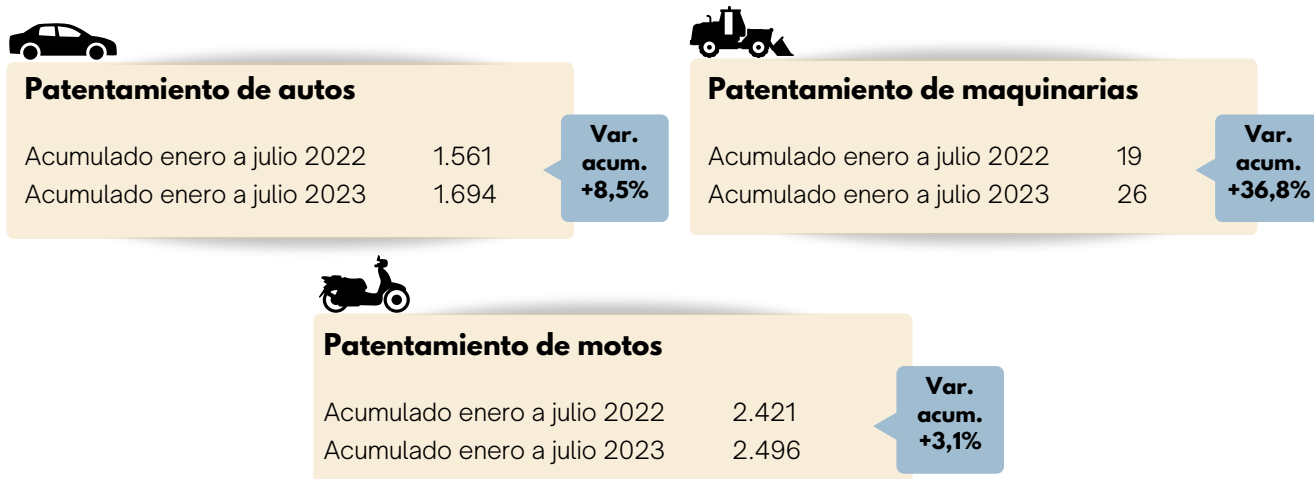 Patentamiento de autos
Acumulado enero a julio 2022 1.561
Acumulado enero a julio 2023 1.694
Var.
acum.
+8,5%
Patentamiento de maquinarias
Acumulado enero a julio 2022 19
Acumulado enero a julio 2023 26
Var.
acum.
+36,8%
Patentamiento de motos
Acumulado enero a julio 2022 2.421
Acumulado enero a julio 2023 2.496
Var.
acum.
+3,1%